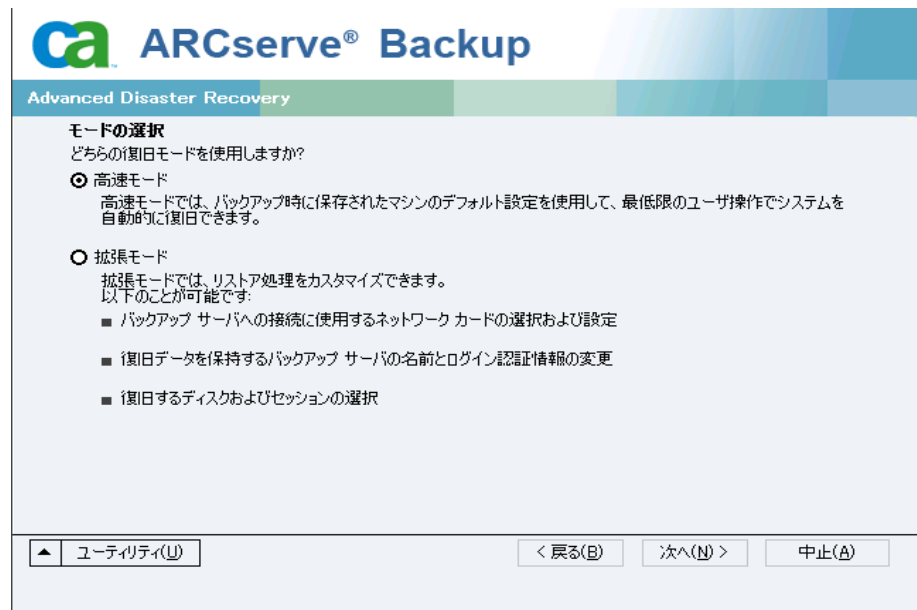 ca ARCserve® Backup
Advanced Disaster Recovery
モードの選択
どちらの復旧モードを使用しますか?
高速モード
高速モードでは、バックアップ時に保存されたマシンのデフォルト設定を使用して、最低限のユーザ操作でシステムを
自動的に復旧できます。
拡張モード
拡張モードでは、リストア処理をカスタマイズできます。
以下のことが可能です:
■ バックアップ サーバへの接続に使用するネットワーク カードの選択および設定
■ 復旧データを保持するバックアップ サーバの名前とログイン認証情報の変更
■ 復旧するディスクおよびセッションの選択
▲ ユーティリティ(U) < 戻る(B) 次へ(N) > 中止(A)